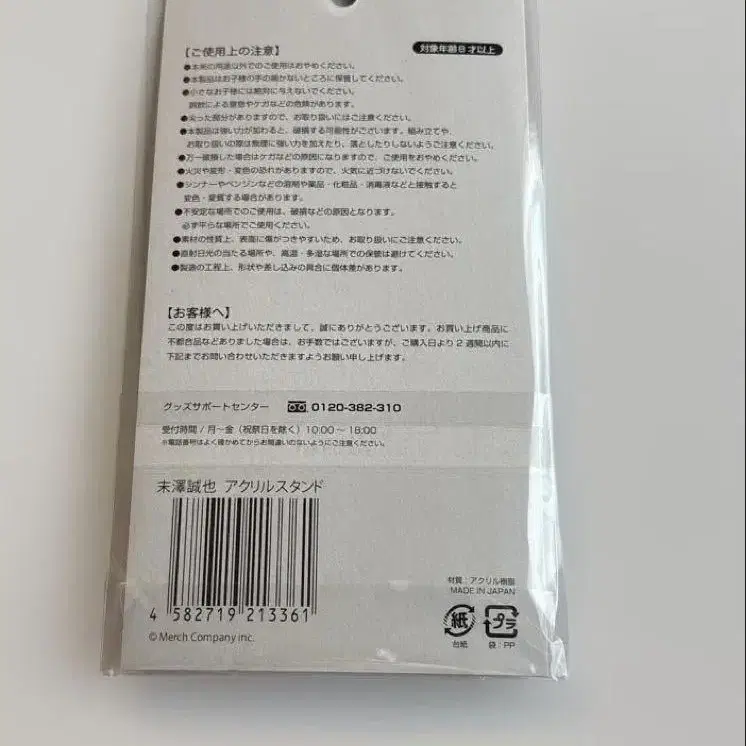 【ご使用上の注意】
対象年齢8才以上
●本来の用途以外でのご使用はおやめください。
●本製品はお子様の手の届かないところに保管してください。
●小さなお子様には絶対に与えないでください。
誤飲による窒息やケガなどの危険があります。
●尖った部分がありますので、お取り扱いにはご注意ください。
●本製品は強い力が加わると、破損する可能性がございます。組み立てや、
お取り扱いの際は無理に強い力を加えたり、落としたりしないようご注意ください。
●万一破損した場合はケガなどの原因になりますので、ご使用をおやめください。
●火災や変形・変色の恐れがありますので、火気に近づけないでください。
●シンナーやベンジンなどの溶剤や薬品・化粧品・消毒液などと接触すると
変色・変質する場合があります。
●不安定な場所でのご使用は、破損などの原因となります。
必ず平らな場所でご使用ください。
●素材の性質上、表面に傷がつきやすいため、お取り扱いにご注意ください。
●直射日光の当たる場所や、高温・多湿な場所での保管は避けてください。
●製造の工程上、形状や差し込みの具合に個体差があります。
【お客様へ】
この度はお買い上げいただきまして、誠にありがとうございます。お買い上げ商品に
不都合品などありました場合は、お手数ではございますが、ご購入日より2週間以内に
下記までお問い合わせいただきますようお願い申し上げます。
グッズサポートセンター 0120-382-310
受付時間/月〜金(祝祭日を除く)10:00〜18:00
※電話番号はよく確かめてからお間違いのないようにご注意ください。
末澤誠也 アクリルスタンド
材質:アクリル樹脂
MADE IN JAPAN
4 582719 213361
紙 プラ
台紙 袋:PP
© Merch Company inc.